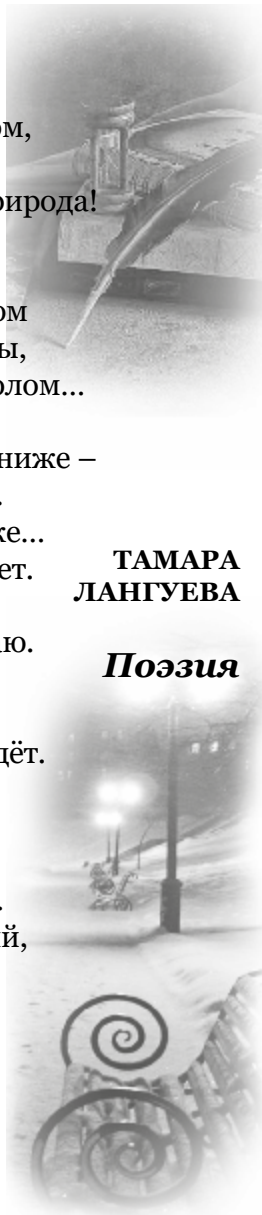 ом,
рирода!
ом
ы,
олом...
ниже –
.
ке...
ет.
ТАМАРА
ЛАНГУЕВА
ю.
Поэзия
дёт.
.
й,